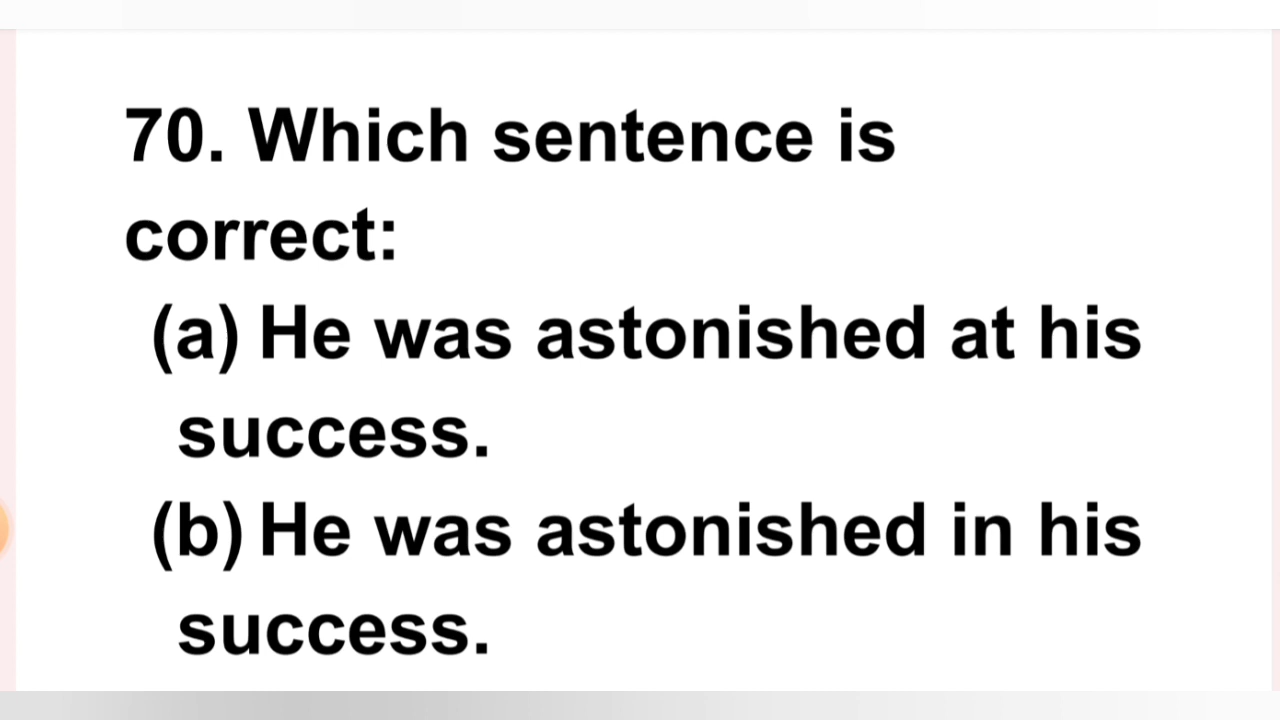 70. Which sentence is
correct:
(a) He was astonished at his
success.
(b) He was astonished in his
success.